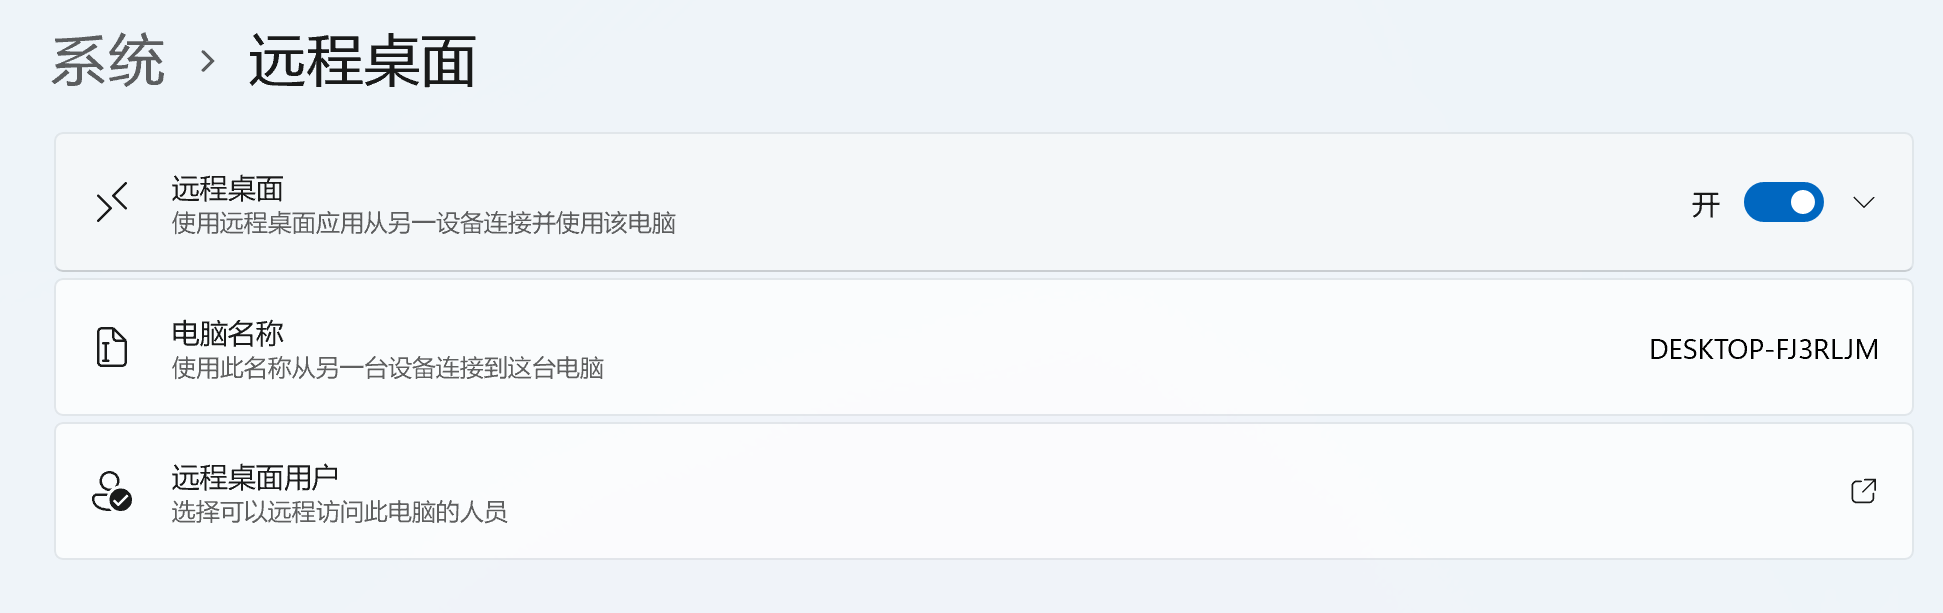 系统 › 远程桌面
远程桌面
使用远程桌面应用从另一设备连接并使用该电脑
开
电脑名称
使用此名称从另一台设备连接到这台电脑
DESKTOP-FJ3RLJM
远程桌面用户
选择可以远程访问此电脑的人员